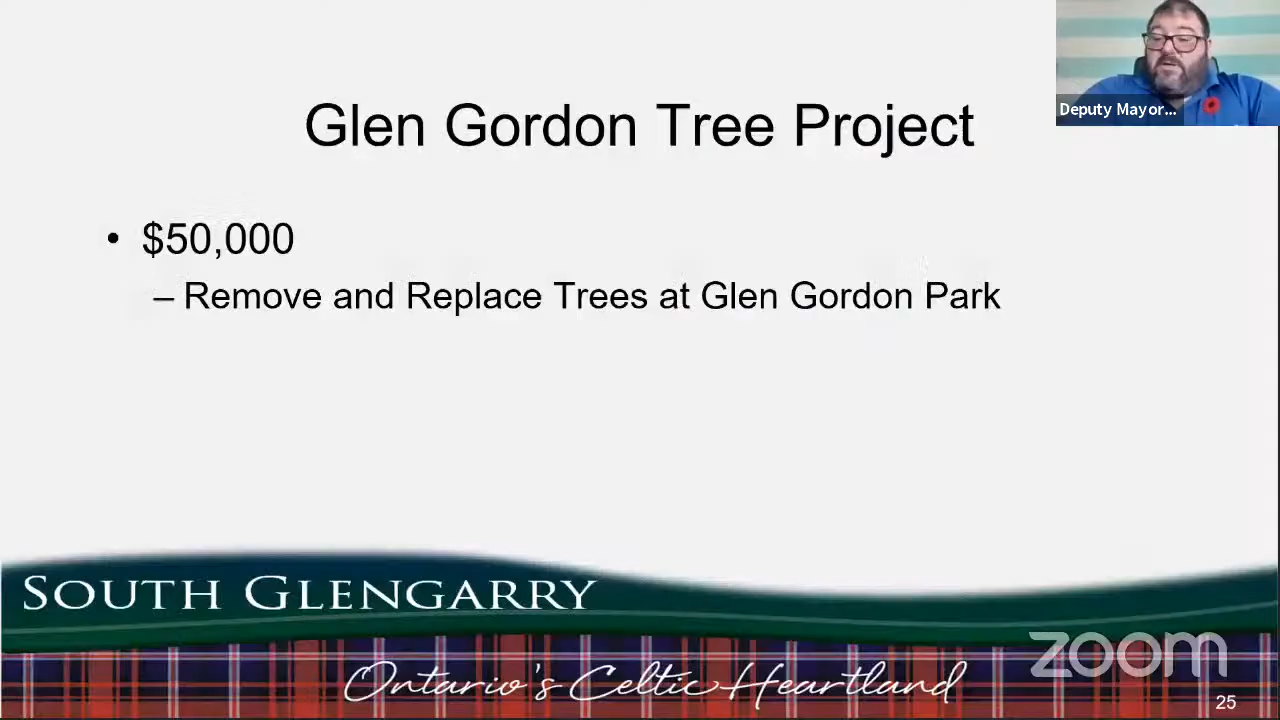 Glen Gordon Tree Project
Deputy Mayor...
• $50,000
– Remove and Replace Trees at Glen Gordon Park
SOUTH GLENGARRY
Ontario's Celtic Heartland
zoom
25